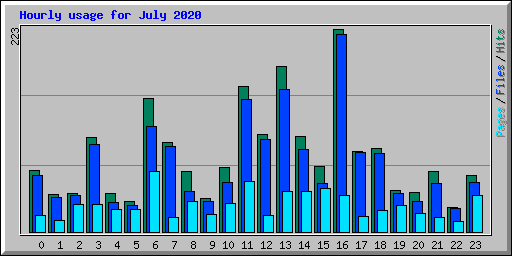 Hourly usage for July 2020
223
Pages / Files / Hits
0 1 2 3 4 5 6 7 8 9 10 11 12 13 14 15 16 17 18 19 20 21 22 23